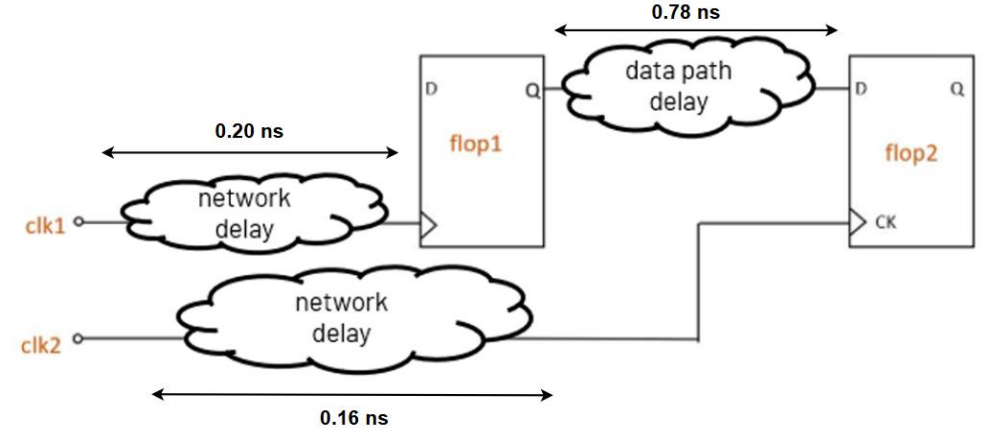 0.78 ns
data path
delay
D
Q
D
Q
flop1
flop2
0.20 ns
network
delay
clk1
CK
network
delay
clk2
0.16 ns